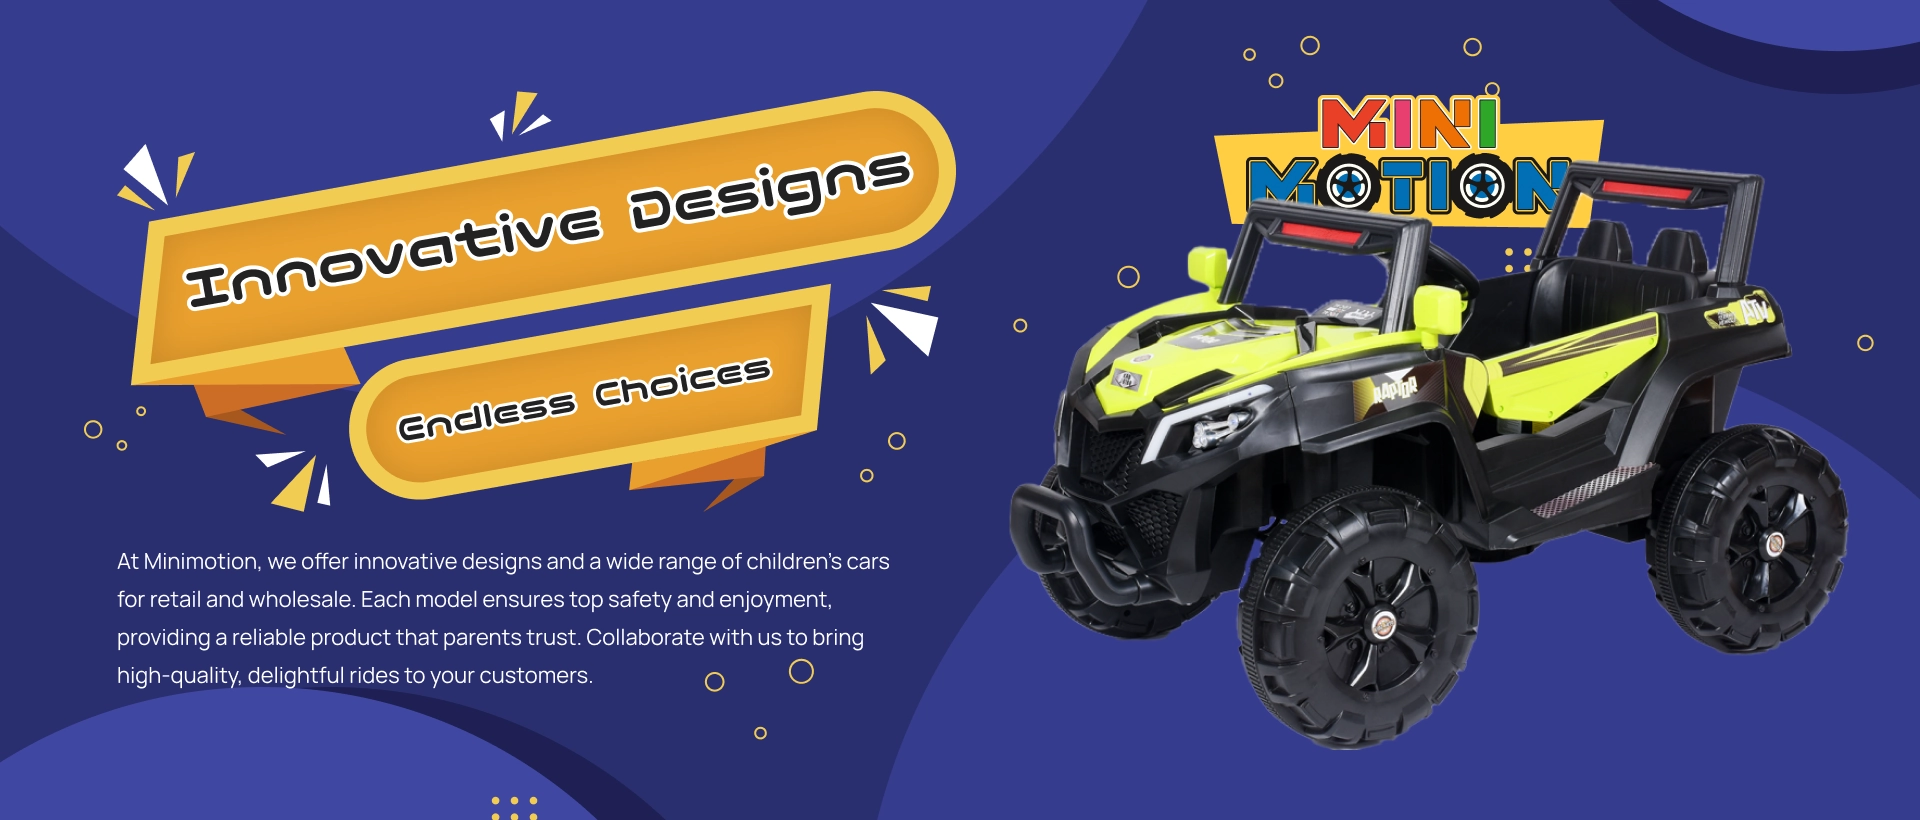 Innovative Designs
Endless Choices
At Minimotion, we offer innovative designs and a wide range of children's cars
for retail and wholesale. Each model ensures top safety and enjoyment,
providing a reliable product that parents trust. Collaborate with us to bring
high-quality, delightful rides to your customers.
MINI
MOTION
RAPTOR
ATV